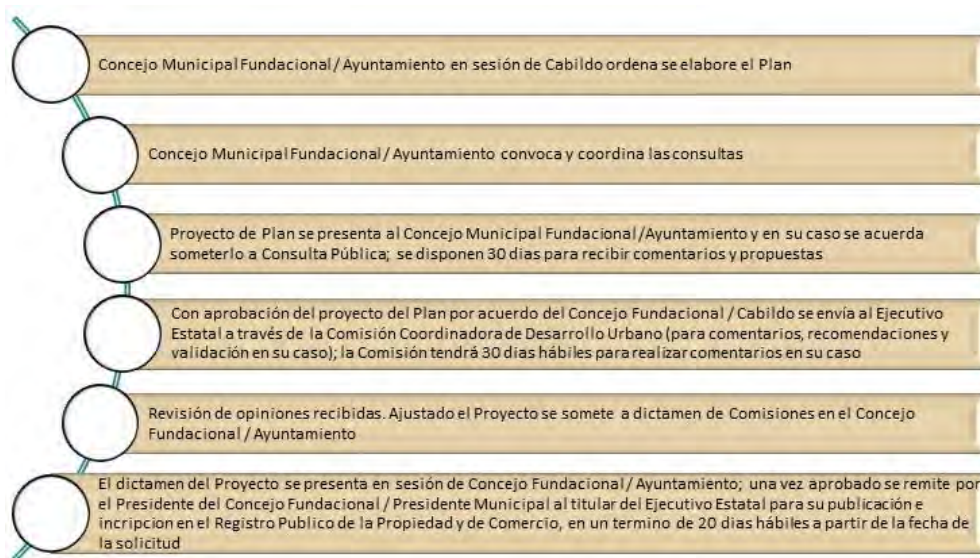 Concejo Municipal Fundacional / Ayuntamiento en sesión de Cabildo ordena se elabore el Plan
Concejo Municipal Fundacional / Ayuntamiento convoca y coordina las consultas
Proyecto de Plan se presenta al Concejo Municipal Fundacional /Ayuntamiento y en su caso se acuerda
someterlo a Consulta Pública; se disponen 30 dias para recibir comentarios y propuestas
Con aprobación del proyecto del Plan por acuerdo del Concejo Fundacional / Cabildo se envía al Ejecutivo
Estatal a través de la Comisión Coordinadora de Desarrollo Urbano (para comentarios, recomendaciones y
validación en su caso); la Comisión tendrá 30 dias hábiles para realizar comentarios en su caso
Revisión de opiniones recibidas. Ajustado el Proyecto se somete a dictamen de Comisiones en el Concejo
Fundacional / Ayuntamiento
El dictamen del Proyecto se presenta en sesión de Concejo Fundacional / Ayuntamiento; una vez aprobado se remite por
el Presidente del Concejo Fundacional / Presidente Municipal al titular del Ejecutivo Estatal para su publicación e
incripcion en el Registro Publico de la Propiedad y de Comercio, en un termino de 20 dias hábiles a partir de la fecha de
la solicitud